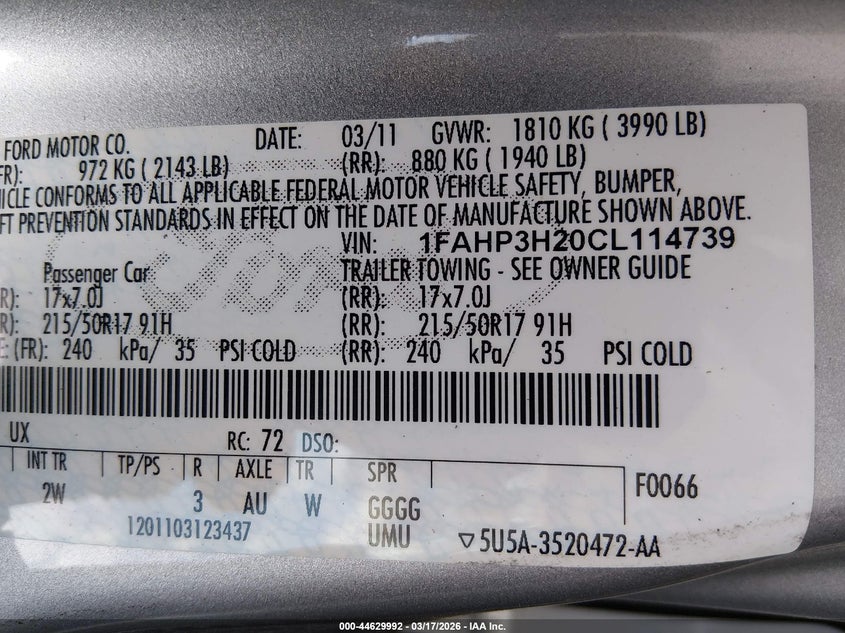 FORD MOTOR CO. DATE: 03/11 GVWR: 1810 KG ( 3990 LB)
FR): 972 KG ( 2143 LB) (RR): 880 KG ( 1940 LB)
HICLE CONFORMS TO ALL APPLICABLE FEDERAL MOTOR VEHICLE SAFETY, BUMPER,
FT PREVENTION STANDARDS IN EFFECT ON THE DATE OF MANUFACTURE SHOWN ABOVE.
VIN: 1FAHP3H20CL114739
Passenger Car TRAILER TOWING - SEE OWNER GUIDE
R): 17x7.0J (RR): 17x7.0J
R): 215/50R17 91H (RR): 215/50R17 91H
E: (FR): 240 kPa/ 35 PSI COLD (RR): 240 kPa/ 35 PSI COLD
UX RC: 72 DSO:
INT TR TP/PS R AXLE TR SPR F0066
2W 3 AU W GGGG
1201103123437 UMU ▽5U5A-3520472-AA
000-44629992 — 03/17/2026 — IAA Inc.